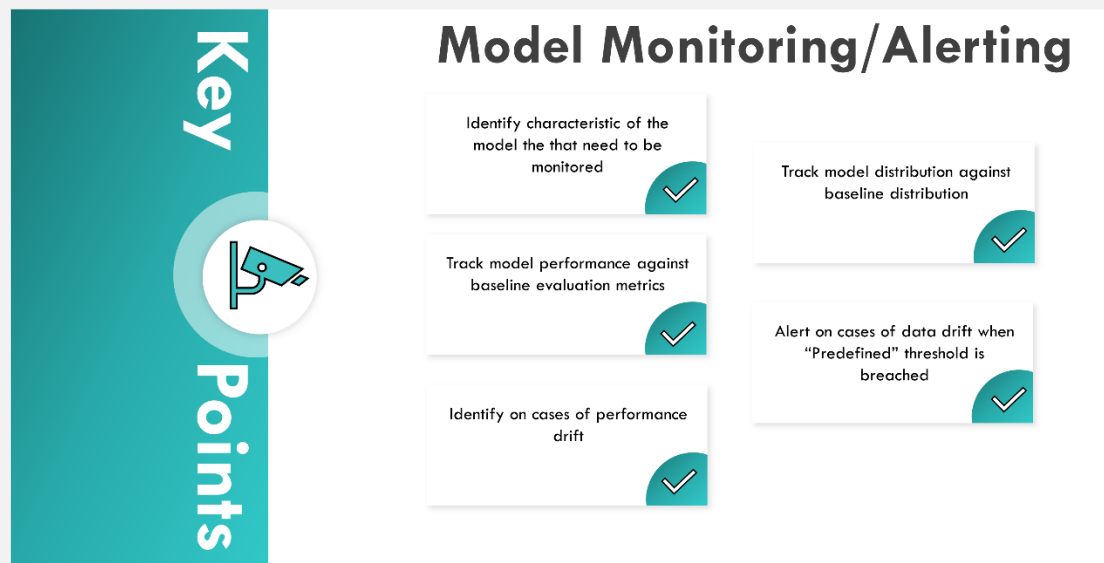 Key Points
Model Monitoring/Alerting
Identify characteristic of the
model the that need to be
monitored
Track model performance against
baseline evaluation metrics
Identify on cases of performance
drift
Track model distribution against
baseline distribution
Alert on cases of data drift when
“Predefined” threshold is
breached